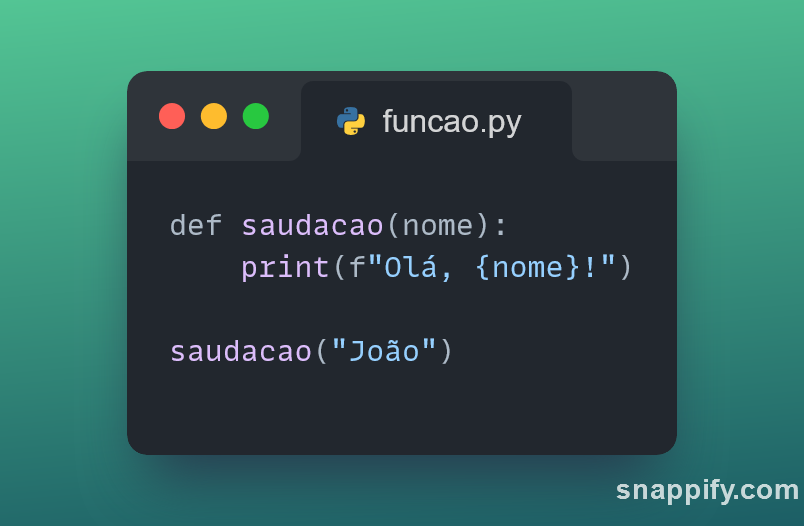 funcao.py
def saudacao(nome):
    print(f"Olá, {nome}!")
saudacao("João")
snappify.com